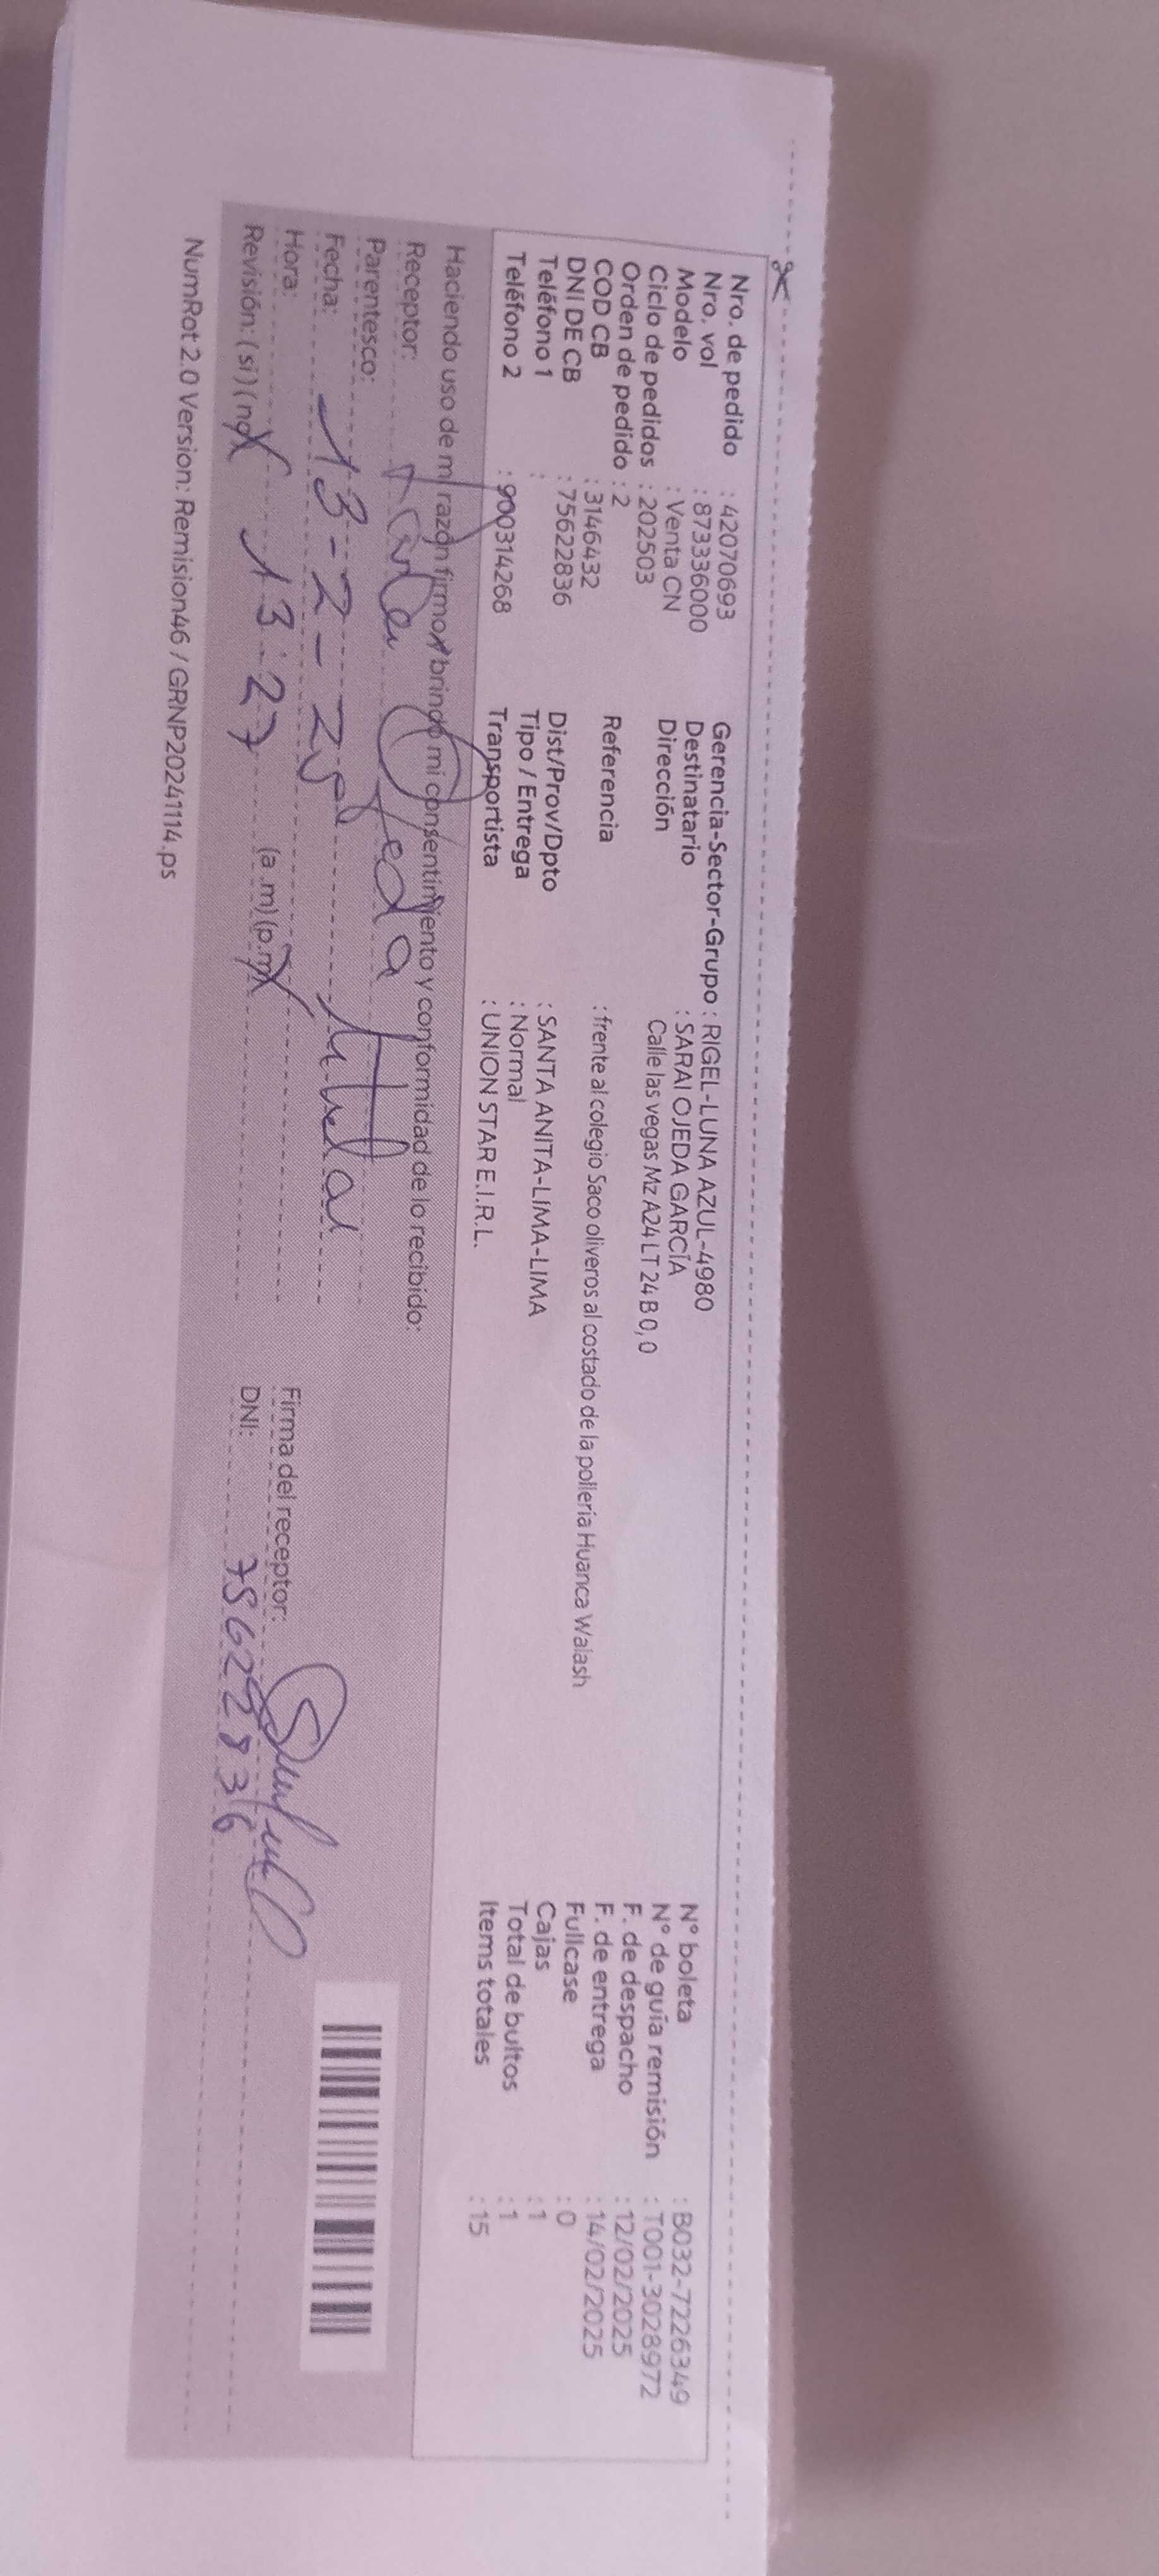 Nro. de pedido : 42070693
Nro. vol : 873336000
Modelo : Venta CN
Ciclo de pedidos : 202503
Orden de pedido : 2
COD CB : 3146432
DNI DE CB : 75622836
Teléfono 1 :
Teléfono 2 : 900314268
Gerencia-Sector-Grupo : RIGEL-LUNA AZUL-4980
Destinatario : SARAI OJEDA GARCÍA
Dirección Calle las vegas Mz A24 LT 24 B 0, 0
Referencia : frente al colegio Saco oliveros al costado de la pollería Huanca Walash
Dist/Prov/Dpto : SANTA ANITA-LIMA-LIMA
Tipo / Entrega : Normal
Transportista : UNION STAR E.I.R.L.
N° boleta : B032-7226349
N° de guía remisión : T001-3028972
F. de despacho : 12/02/2025
F. de entrega : 14/02/2025
Fullcase : 0
Cajas : 1
Total de bultos : 1
Items totales : 15
Haciendo uso de mi razón firmo y brindo mi consentimiento y conformidad de lo recibido:
Receptor: Ojeda
Parentesco: titular
Fecha: 13-2-25
Hora: 13:27 (a.m) (p.m)
Revisión: (si) (no)
Firma del receptor:
DNI: 75622836
NumRot 2.0 Version: Remision46 / GRNP20241114.ps